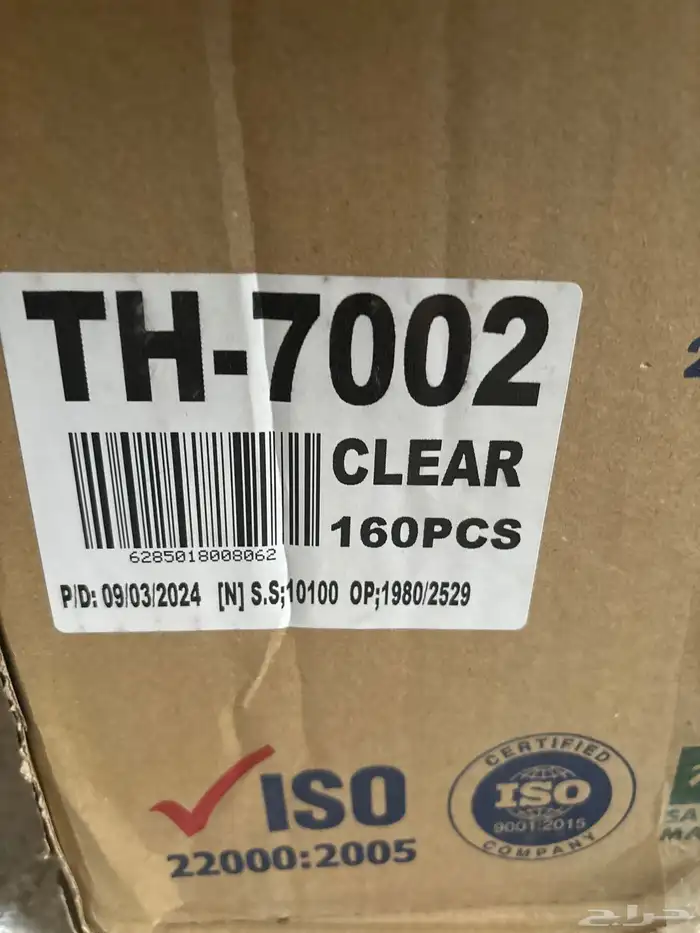 TH-7002
CLEAR
160PCS
6285018008062
P/D: 09/03/2024 [N] S.S;10100 OP;1980/2529
ISO
22000:2005
CERTIFIED
ISO
9001:2015
COMPANY
حراج